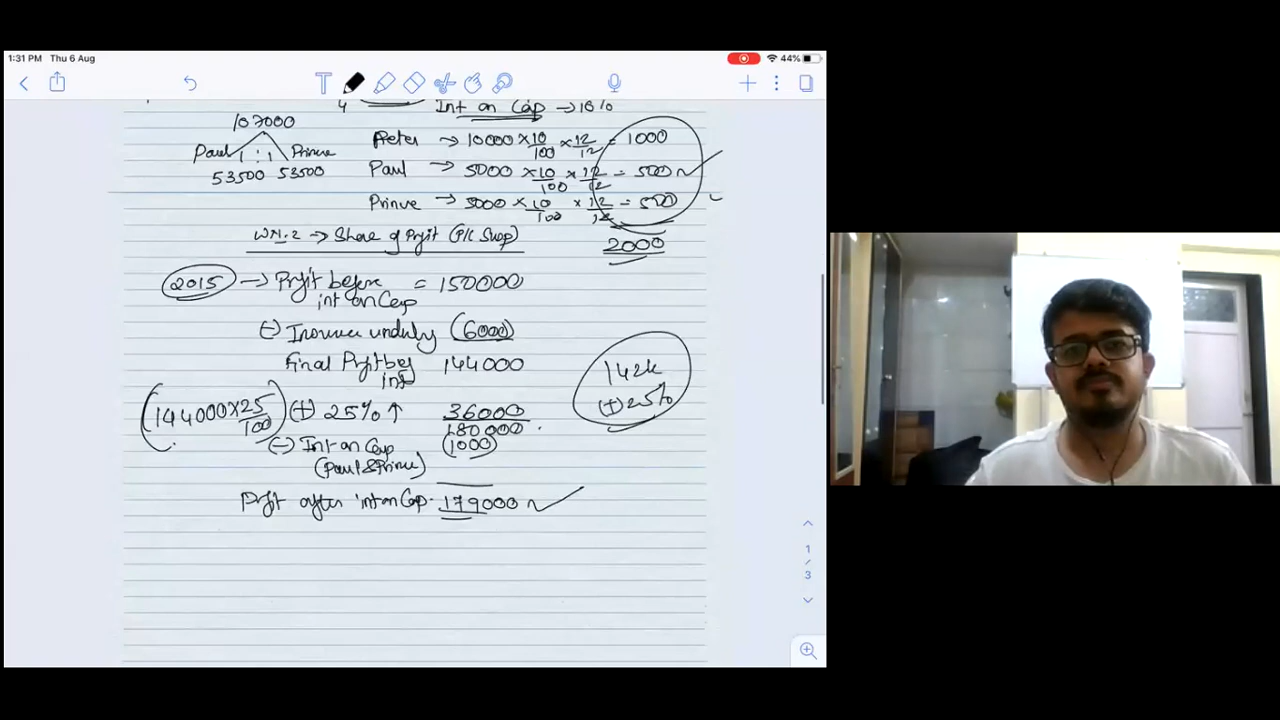 1:31 PM Thu 6 Aug
44%
Int on Cap → 10%
107000
Paul 1 : 1 Prince
53500 53500
Peter → 10000 × 10/100 × 12/12 = 1000
Paul → 5000 × 10/100 × 12/12 = 500
Prince → 5000 × 10/100 × 12/12 = 500
2000
WN.2 → Share of Profit (P/L Susp)
2015 → Profit before = 150000
int on Cap
(-) Insurance unduly (6000)
Final Profit bef 144000
int
142k
(+) 25%
(144000 × 25/100) (+) 25% ↑ 36000
180000
(-) Int on Cap (1000)
(Paul & Prince)
Profit after int on Cap. 179000
1
/
3